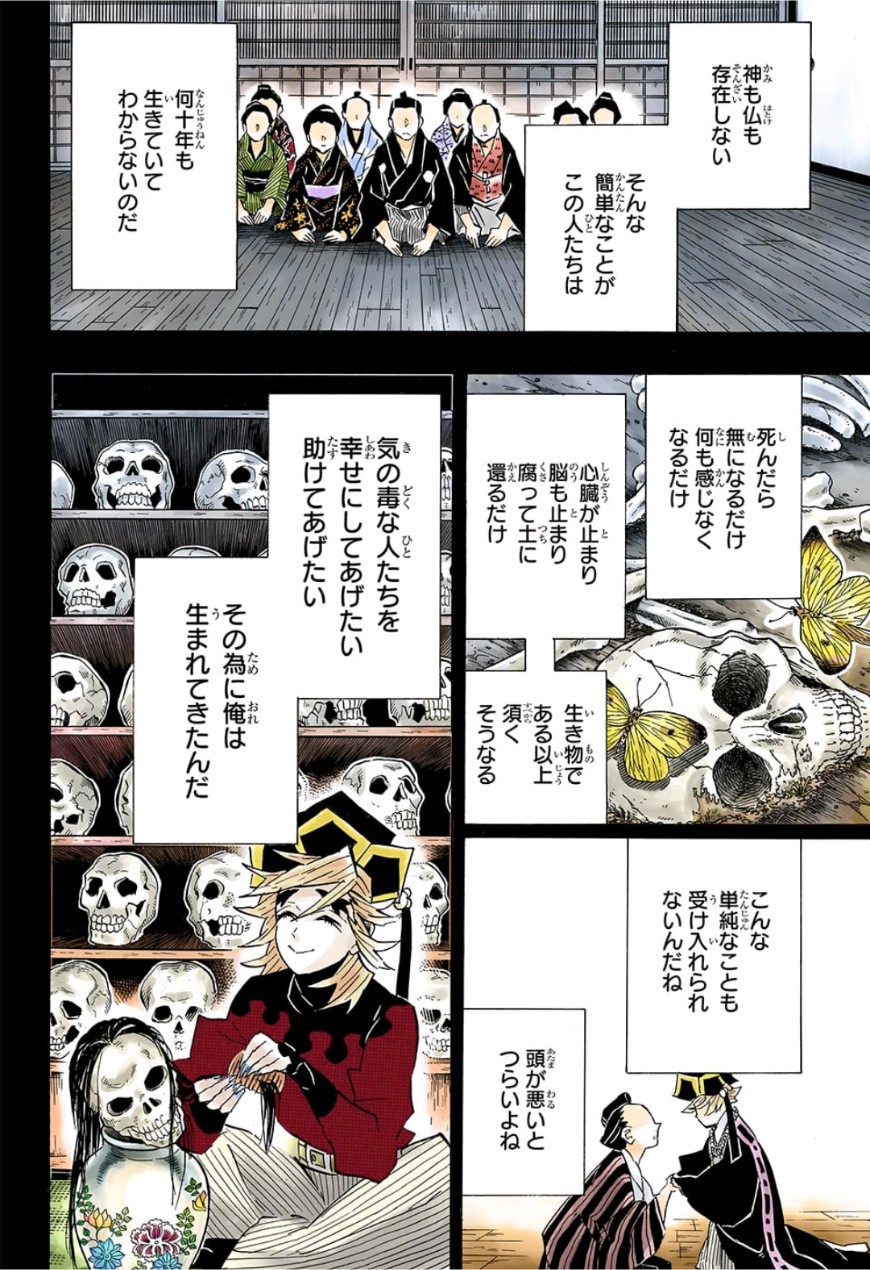 神も仏も
存在しない
そんな
簡単なことが
この人たちは
何十年も
生きていて
わからないのだ
死んだら
無になるだけ
何も感じなく
なるだけ
心臓が止まり
脳も止まり
腐って土に
還るだけ
生き物で
ある以上
須く
そうなる
こんな
単純なことも
受け入れられ
ないんだね
頭が悪いと
つらいよね
気の毒な人たちを
幸せにしてあげたい
助けてあげたい
その為に俺は
生まれてきたんだ